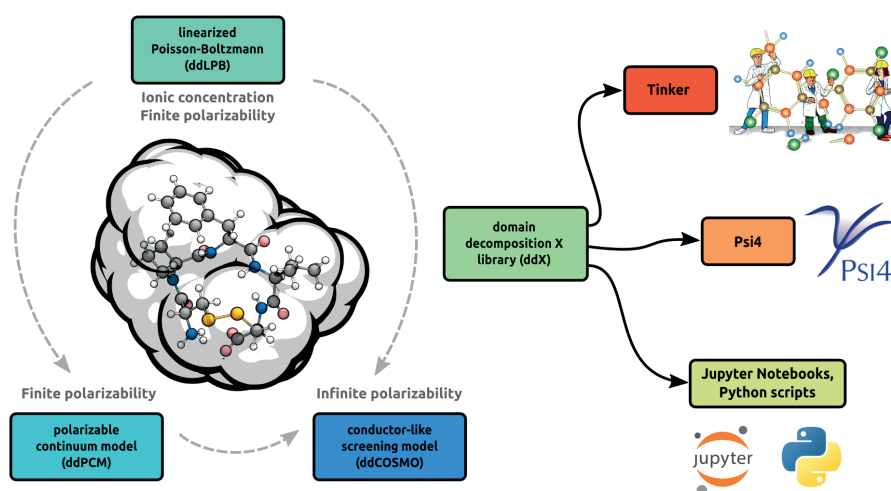 linearized
Poisson-Boltzmann
(ddLPB)
Ionic concentration
Finite polarizability
Finite polarizability
polarizable
continuum model
(ddPCM)
Infinite polarizability
conductor-like
screening model
(ddCOSMO)
domain
decomposition X
library (ddX)
Tinker
Psi4
PSI4
Jupyter Notebooks,
Python scripts
jupyter